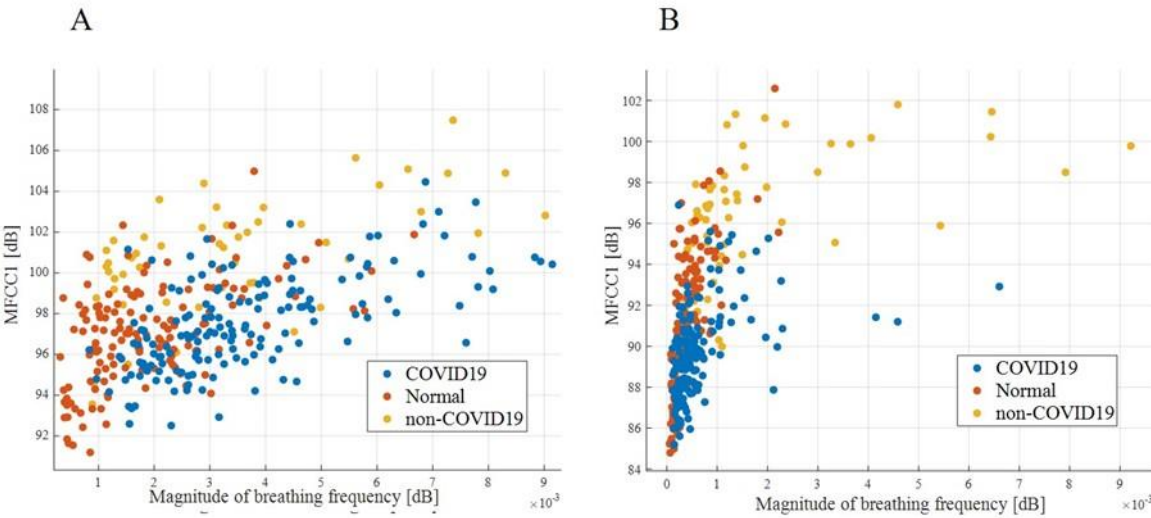 A
B
108
106
104
102
100
98
96
94
92
MFCC1 [dB]
COVID19
Normal
non-COVID19
1 2 3 4 5 6 7 8 9
Magnitude of breathing frequency [dB]
×10⁻³
102
100
98
96
94
92
90
88
86
84
MFCC1 [dB]
COVID19
Normal
non-COVID19
0 1 2 3 4 5 6 7 8 9
Magnitude of breathing frequency [dB]
×10⁻³